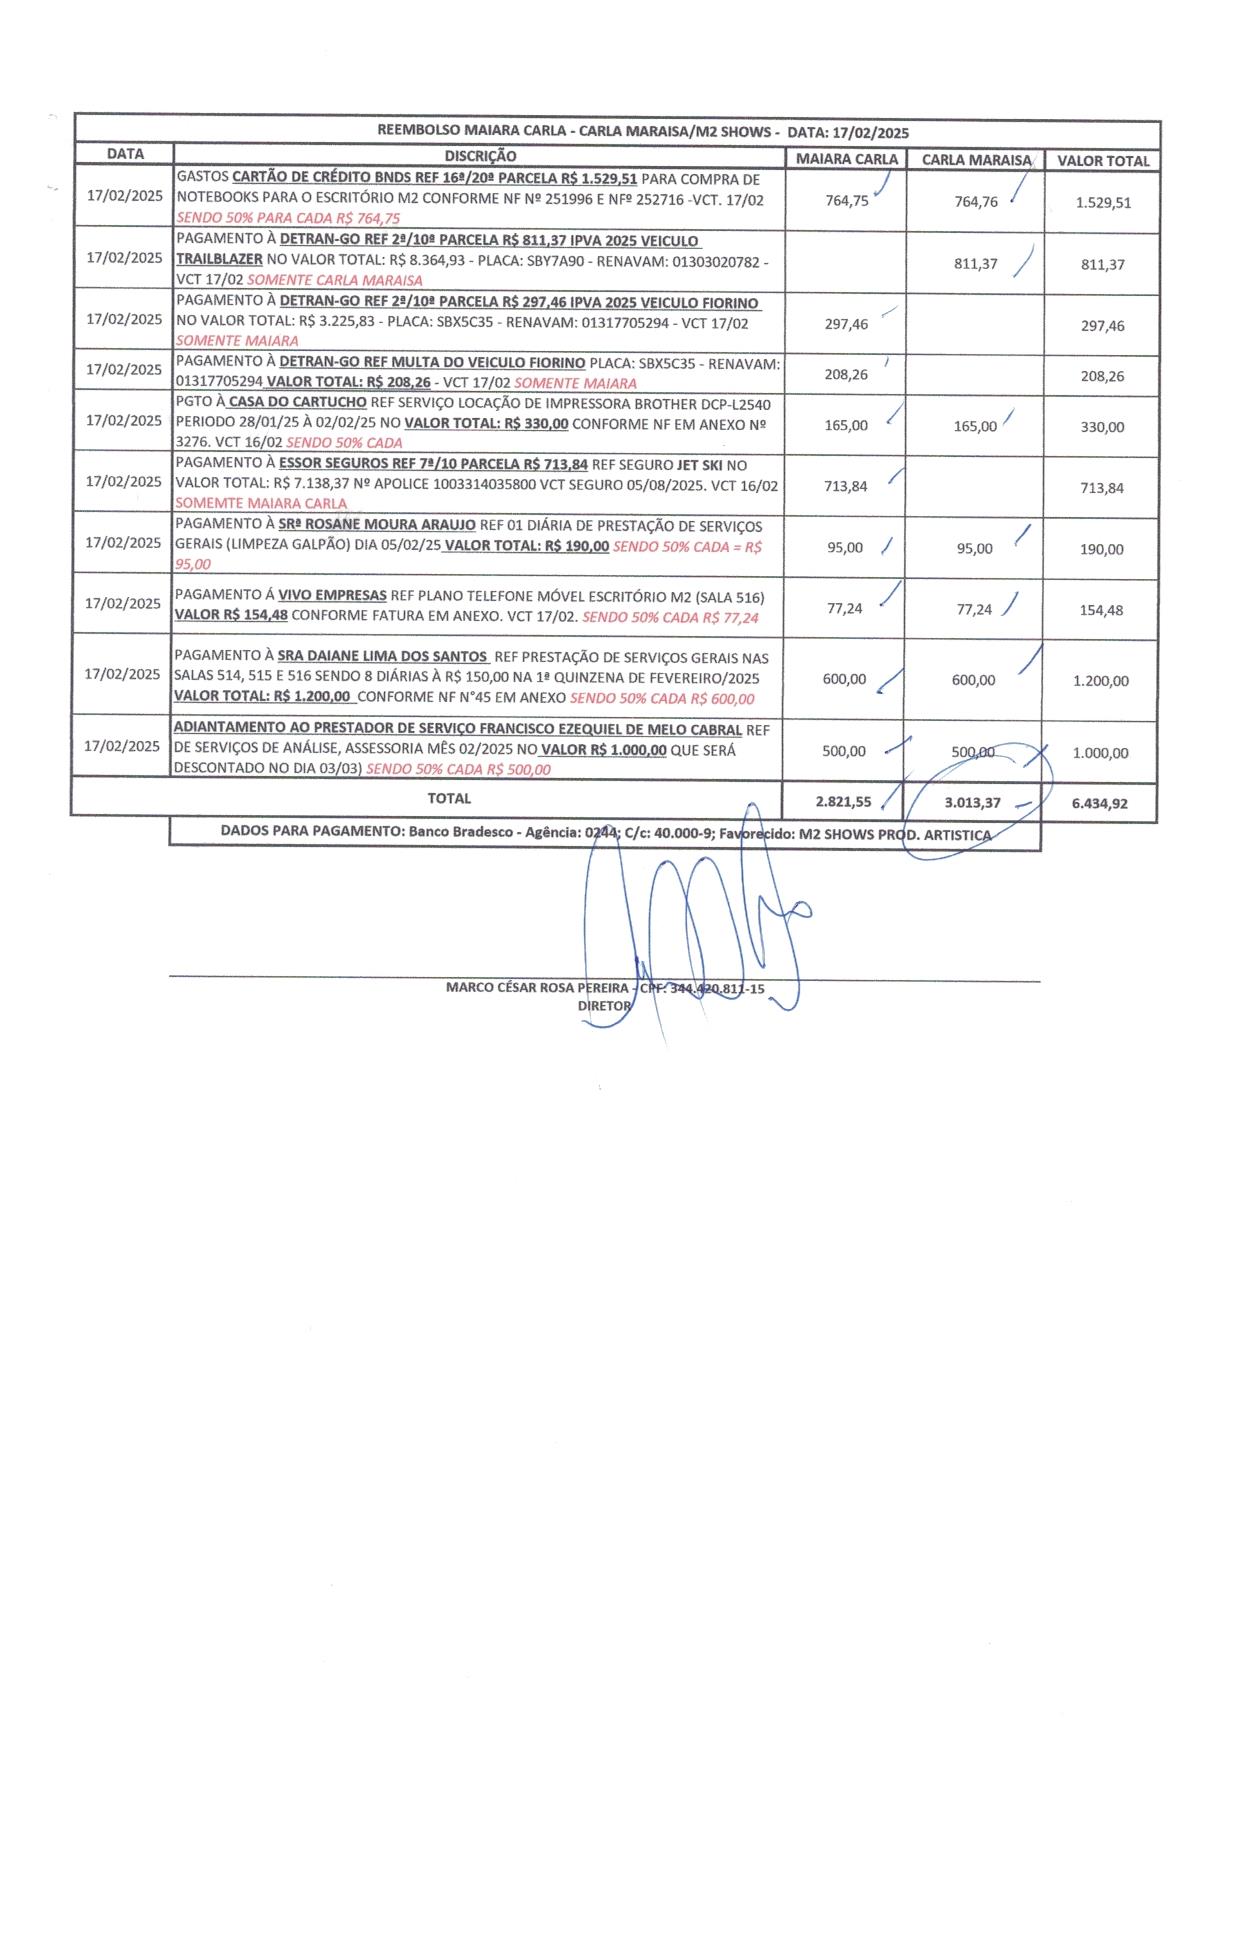 REEMBOLSO MAIARA CARLA - CARLA MARAISA/M2 SHOWS - DATA: 17/02/2025
DATA DISCRIÇÃO MAIARA CARLA CARLA MARAISA VALOR TOTAL
GASTOS CARTÃO DE CRÉDITO BNDS REF 16ª/20ª PARCELA R$ 1.529,51 PARA COMPRA DE
17/02/2025 NOTEBOOKS PARA O ESCRITÓRIO M2 CONFORME NF Nº 251996 E NFº 252716 -VCT. 17/02 764,75 764,76 1.529,51
SENDO 50% PARA CADA R$ 764,75
PAGAMENTO À DETRAN-GO REF 2ª/10ª PARCELA R$ 811,37 IPVA 2025 VEICULO
17/02/2025 TRAILBLAZER NO VALOR TOTAL: R$ 8.364,93 - PLACA: SBY7A90 - RENAVAM: 01303020782 - 811,37 811,37
VCT 17/02 SOMENTE CARLA MARAISA
PAGAMENTO À DETRAN-GO REF 2ª/10ª PARCELA R$ 297,46 IPVA 2025 VEICULO FIORINO
17/02/2025 NO VALOR TOTAL: R$ 3.225,83 - PLACA: SBX5C35 - RENAVAM: 01317705294 - VCT 17/02 297,46 297,46
SOMENTE MAIARA
PAGAMENTO À DETRAN-GO REF MULTA DO VEICULO FIORINO PLACA: SBX5C35 - RENAVAM:
17/02/2025 01317705294 VALOR TOTAL: R$ 208,26 - VCT 17/02 SOMENTE MAIARA 208,26 208,26
PGTO À CASA DO CARTUCHO REF SERVIÇO LOCAÇÃO DE IMPRESSORA BROTHER DCP-L2540
17/02/2025 PERIODO 28/01/25 À 02/02/25 NO VALOR TOTAL: R$ 330,00 CONFORME NF EM ANEXO Nº 165,00 165,00 330,00
3276. VCT 16/02 SENDO 50% CADA
PAGAMENTO À ESSOR SEGUROS REF 7ª/10 PARCELA R$ 713,84 REF SEGURO JET SKI NO
17/02/2025 VALOR TOTAL: R$ 7.138,37 Nº APOLICE 1003314035800 VCT SEGURO 05/08/2025. VCT 16/02 713,84 713,84
SOMEMTE MAIARA CARLA
PAGAMENTO À SRª ROSANE MOURA ARAUJO REF 01 DIÁRIA DE PRESTAÇÃO DE SERVIÇOS
17/02/2025 GERAIS (LIMPEZA GALPÃO) DIA 05/02/25 VALOR TOTAL: R$ 190,00 SENDO 50% CADA = R$ 95,00 95,00 190,00
95,00
PAGAMENTO Á VIVO EMPRESAS REF PLANO TELEFONE MÓVEL ESCRITÓRIO M2 (SALA 516)
17/02/2025 VALOR R$ 154,48 CONFORME FATURA EM ANEXO. VCT 17/02. SENDO 50% CADA R$ 77,24 77,24 77,24 154,48
PAGAMENTO À SRA DAIANE LIMA DOS SANTOS REF PRESTAÇÃO DE SERVIÇOS GERAIS NAS
17/02/2025 SALAS 514, 515 E 516 SENDO 8 DIÁRIAS À R$ 150,00 NA 1ª QUINZENA DE FEVEREIRO/2025 600,00 600,00 1.200,00
VALOR TOTAL: R$ 1.200,00 CONFORME NF N°45 EM ANEXO SENDO 50% CADA R$ 600,00
ADIANTAMENTO AO PRESTADOR DE SERVIÇO FRANCISCO EZEQUIEL DE MELO CABRAL REF
17/02/2025 DE SERVIÇOS DE ANÁLISE, ASSESSORIA MÊS 02/2025 NO VALOR R$ 1.000,00 QUE SERÁ 500,00 500,00 1.000,00
DESCONTADO NO DIA 03/03) SENDO 50% CADA R$ 500,00
TOTAL 2.821,55 3.013,37 6.434,92
DADOS PARA PAGAMENTO: Banco Bradesco - Agência: 0244; C/c: 40.000-9; Favorecido: M2 SHOWS PROD. ARTISTICA
MARCO CÉSAR ROSA PEREIRA - CPF: 344.420.811-15
DIRETOR